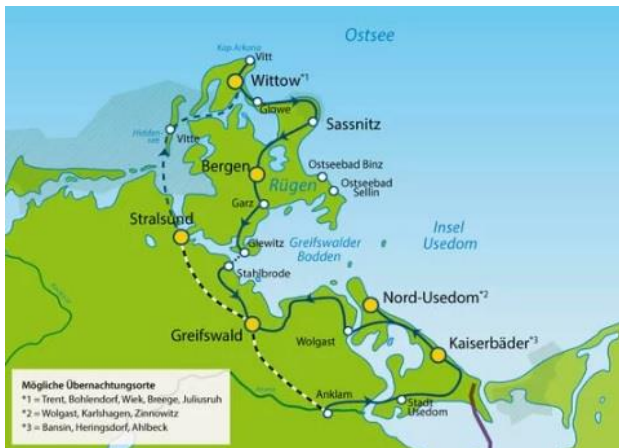 Ostsee
Kap Arkona
Vitt
Wittow*1
Glowe
Sassnitz
Hidden-
see
Vitte
Bergen
Ostseebad Binz
Rügen
Ostseebad
Sellin
Garz
Stralsund
Insel
Usedom
Glewitz
Greifswalder
Bodden
Stahlbrode
Nord-Usedom*2
Greifswald
Wolgast
Kaiserbäder*3
Anklam
Stadt
Usedom
Mögliche Übernachtungsorte
*1 = Trent, Bohlendorf, Wiek, Breege, Juliusruh
*2 = Wolgast, Karlshagen, Zinnowitz
*3 = Bansin, Heringsdorf, Ahlbeck